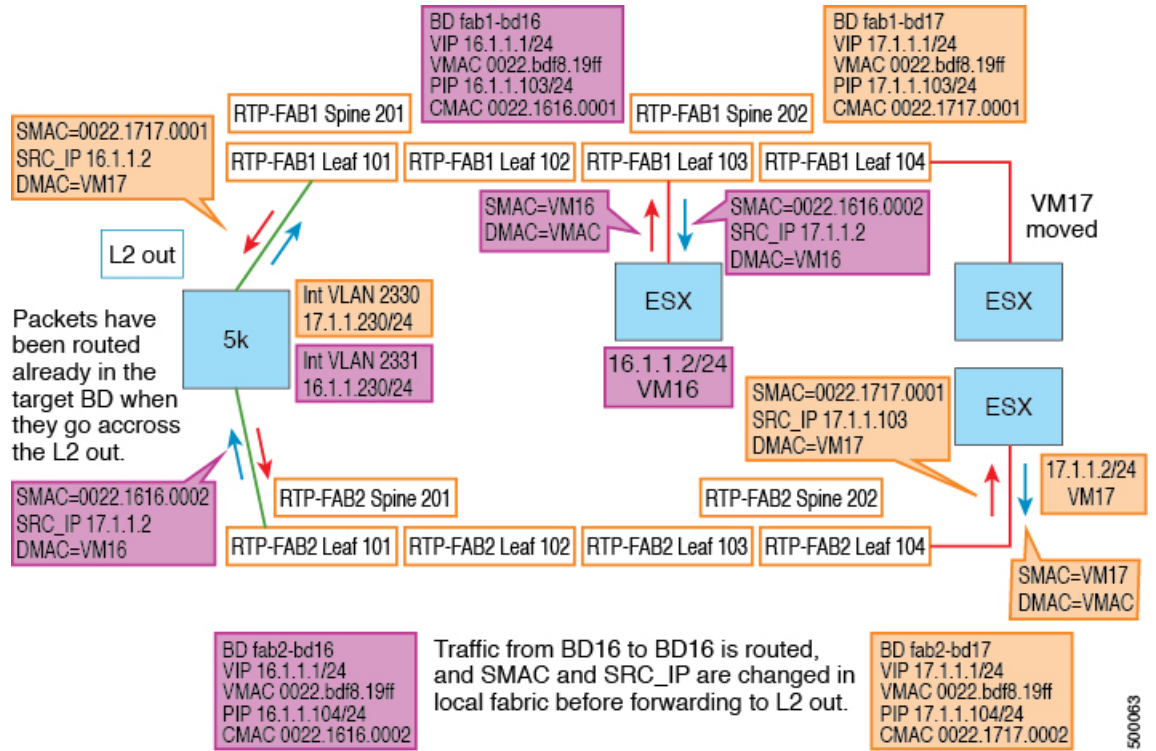 BD fab1-bd16
VIP 16.1.1.1/24
VMAC 0022.bdf8.19ff
PIP 16.1.1.103/24
CMAC 0022.1616.0001
BD fab1-bd17
VIP 17.1.1.1/24
VMAC 0022.bdf8.19ff
PIP 17.1.1.103/24
CMAC 0022.1717.0001
RTP-FAB1 Spine 201
RTP-FAB1 Spine 202
SMAC=0022.1717.0001
SRC_IP 16.1.1.2
DMAC=VM17
RTP-FAB1 Leaf 101
RTP-FAB1 Leaf 102
RTP-FAB1 Leaf 103
RTP-FAB1 Leaf 104
SMAC=VM16
DMAC=VMAC
SMAC=0022.1616.0002
SRC_IP 17.1.1.2
DMAC=VM16
VM17
moved
L2 out
5k
Int VLAN 2330
17.1.1.230/24
Int VLAN 2331
16.1.1.230/24
ESX
16.1.1.2/24
VM16
ESX
Packets have
been routed
already in the
target BD when
they go accross
the L2 out.
SMAC=0022.1717.0001
SRC_IP 17.1.1.103
DMAC=VM17
ESX
17.1.1.2/24
VM17
SMAC=0022.1616.0002
SRC_IP 17.1.1.2
DMAC=VM16
RTP-FAB2 Spine 201
RTP-FAB2 Spine 202
RTP-FAB2 Leaf 101
RTP-FAB2 Leaf 102
RTP-FAB2 Leaf 103
RTP-FAB2 Leaf 104
SMAC=VM17
DMAC=VMAC
BD fab2-bd16
VIP 16.1.1.1/24
VMAC 0022.bdf8.19ff
PIP 16.1.1.104/24
CMAC 0022.1616.0002
Traffic from BD16 to BD16 is routed,
and SMAC and SRC_IP are changed in
local fabric before forwarding to L2 out.
BD fab2-bd17
VIP 17.1.1.1/24
VMAC 0022.bdf8.19ff
PIP 17.1.1.104/24
CMAC 0022.1717.0002
500063